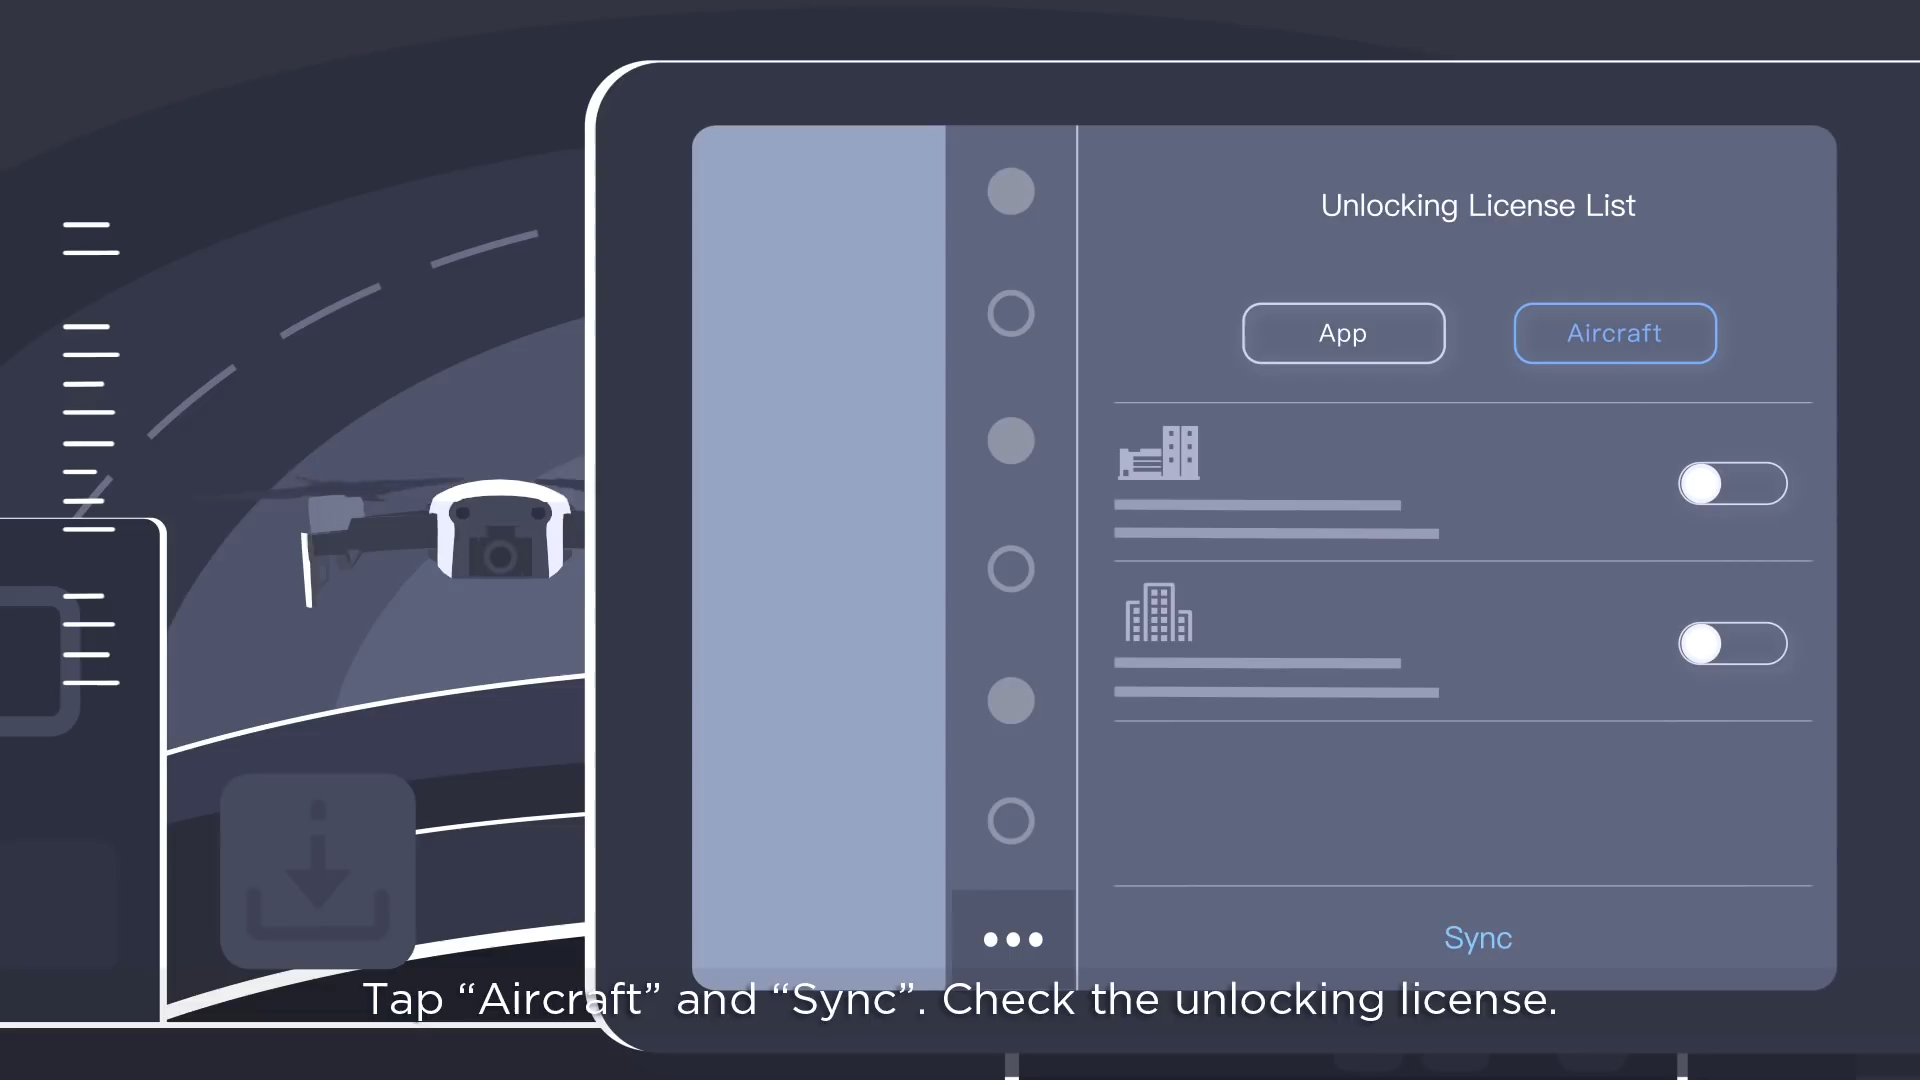 Unlocking License List
App
Aircraft
Sync
Tap “Aircraft” and “Sync”. Check the unlocking license.